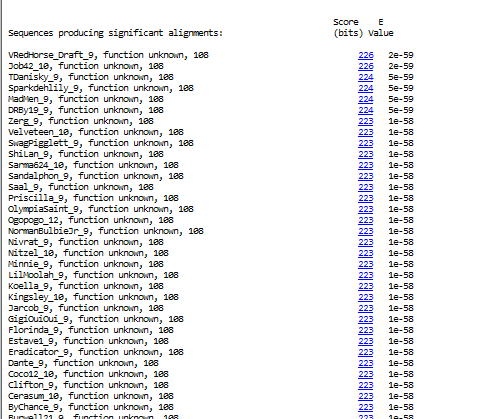 Score E
Sequences producing significant alignments: (bits) Value
VRedHorse_Draft_9, function unknown, 108 226 2e-59
Job42_10, function unknown, 108 226 2e-59
TDanisky_9, function unknown, 108 224 5e-59
Sparkdehlily_9, function unknown, 108 224 5e-59
MadMen_9, function unknown, 108 224 5e-59
DRBy19_9, function unknown, 108 224 5e-59
Zerg_9, function unknown, 108 223 1e-58
Velveteen_10, function unknown, 108 223 1e-58
SwagPigglett_9, function unknown, 108 223 1e-58
ShiLan_9, function unknown, 108 223 1e-58
Sarma624_10, function unknown, 108 223 1e-58
Sandalphon_9, function unknown, 108 223 1e-58
Saal_9, function unknown, 108 223 1e-58
Priscilla_9, function unknown, 108 223 1e-58
OlympiaSaint_9, function unknown, 108 223 1e-58
Ogopogo_12, function unknown, 108 223 1e-58
NormanBulbieJr_9, function unknown, 108 223 1e-58
Nivrat_9, function unknown, 108 223 1e-58
Nitzel_10, function unknown, 108 223 1e-58
Minnie_9, function unknown, 108 223 1e-58
LilMoolah_9, function unknown, 108 223 1e-58
Koella_9, function unknown, 108 223 1e-58
Kingsley_10, function unknown, 108 223 1e-58
Jarcob_9, function unknown, 108 223 1e-58
GigiOuiOui_9, function unknown, 108 223 1e-58
Florinda_9, function unknown, 108 223 1e-58
Estave1_9, function unknown, 108 223 1e-58
Eradicator_9, function unknown, 108 223 1e-58
Dante_9, function unknown, 108 223 1e-58
Coco12_10, function unknown, 108 223 1e-58
Clifton_9, function unknown, 108 223 1e-58
Cerasum_10, function unknown, 108 223 1e-58
ByChance_9, function unknown, 108 223 1e-58
function unknown, 108 223 1e-58